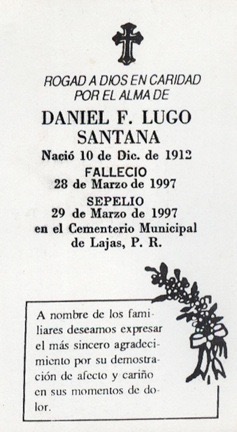 ROGAD A DIOS EN CARIDAD
POR EL ALMA DE
DANIEL F. LUGO
SANTANA
Nació 10 de Dic. de 1912
FALLECIO
28 de Marzo de 1997
SEPELIO
29 de Marzo de 1997
en el Cementerio Municipal
de Lajas, P. R.
A nombre de los fami-
liares deseamos expresar
el más sincero agradeci-
miento por su demostra-
ción de afecto y cariño
en sus momentos de do-
lor.